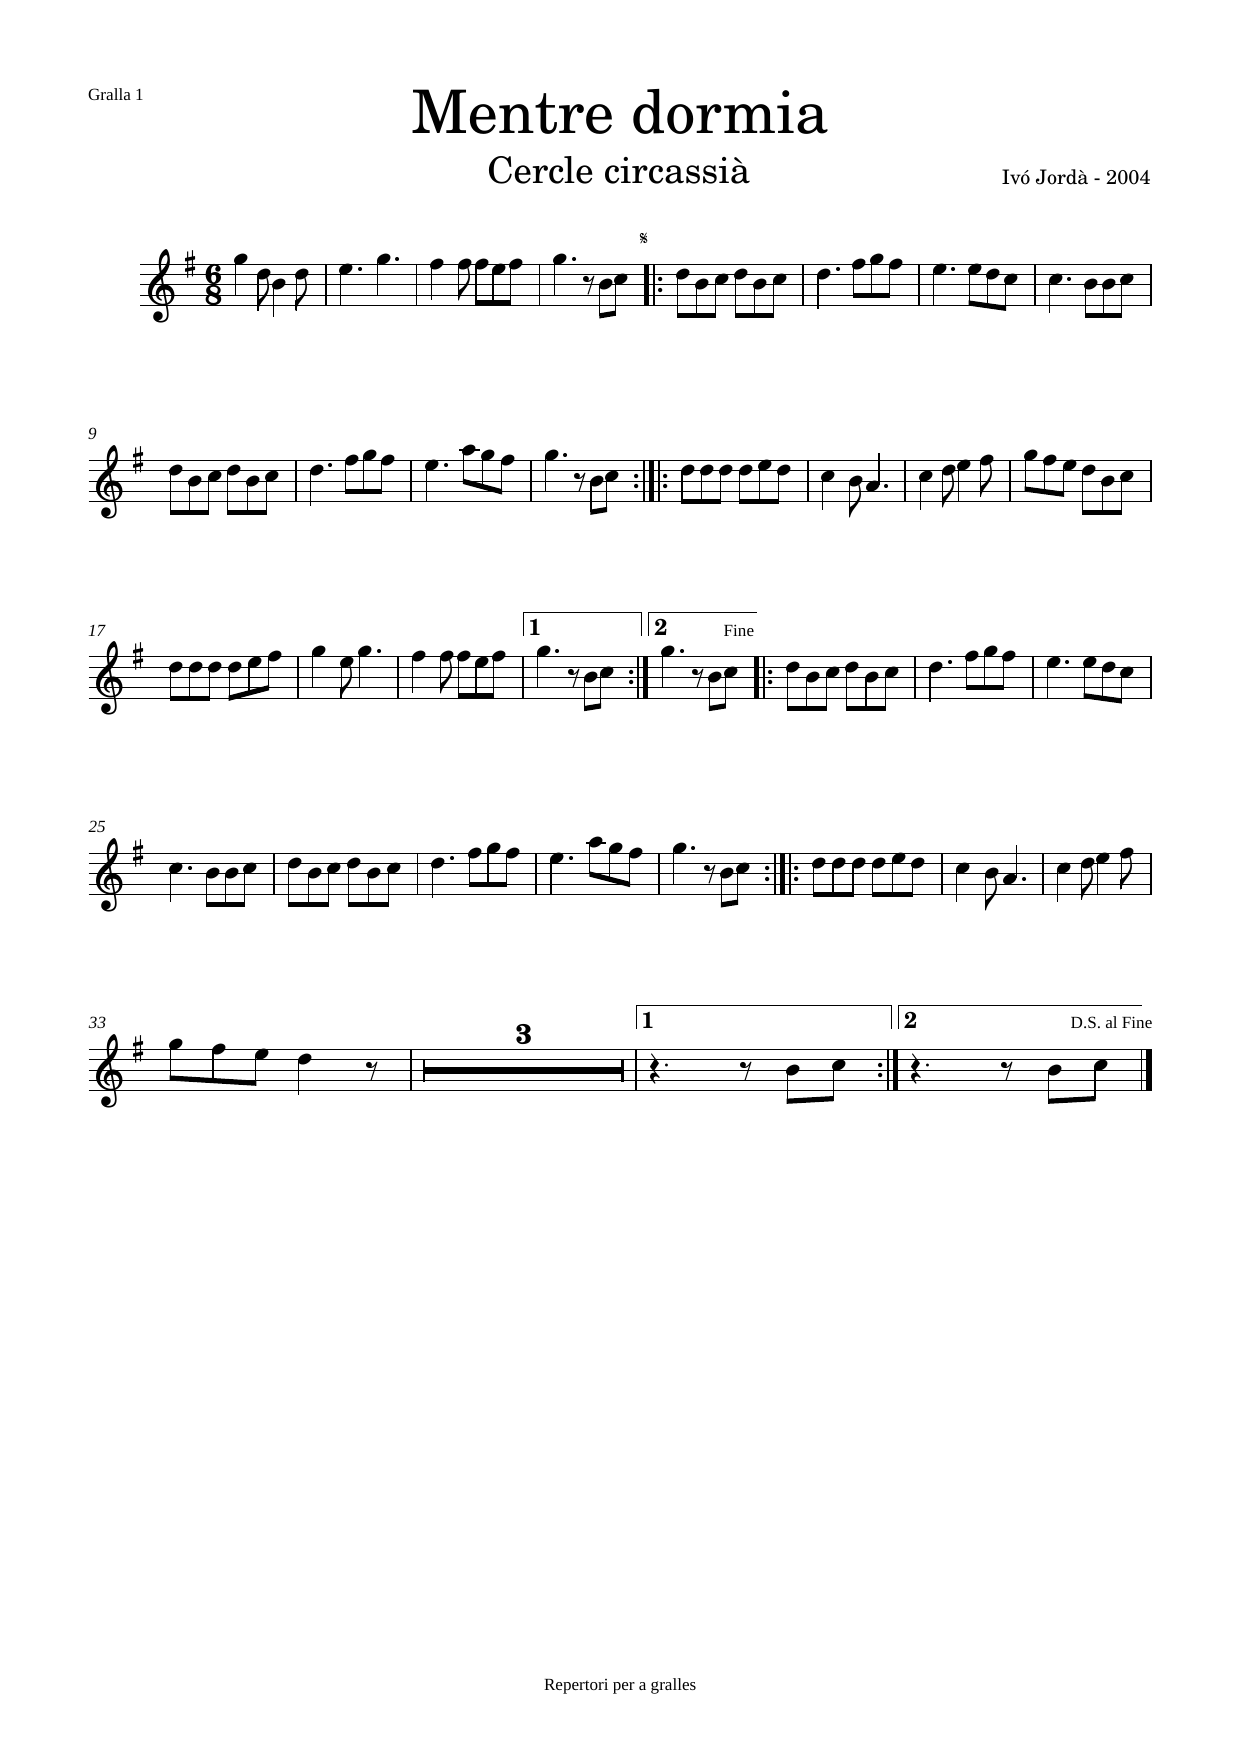 Gralla 1
Mentre dormia
Cercle circassià
Ivó Jordà - 2004
6
8
9
17
1
2
Fine
25
33
3
1
2
D.S. al Fine
Repertori per a gralles